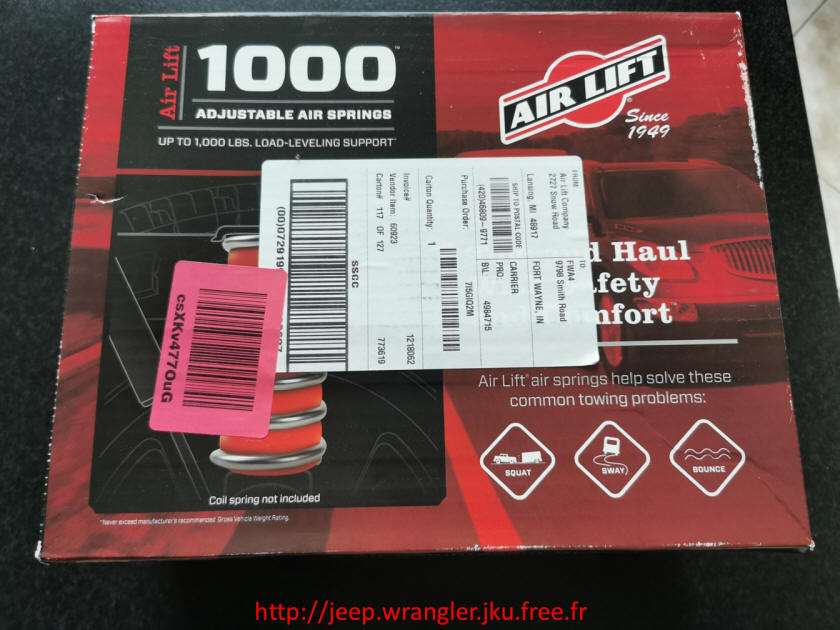 Air Lift
1000™
ADJUSTABLE AIR SPRINGS
UP TO 1,000 LBS. LOAD-LEVELING SUPPORT*
AIR LIFT®
Since
1949
FROM:
Air Lift Company
2727 Snow Road
Lansing, MI 48917
TO:
FWA4
9798 Smith Road
FORT WAYNE, IN
SHIP TO POSTAL CODE
(420)46809-9771
CARRIER
PRO:
B\L: 4984715
Purchase Order: 7I5GIQ2M
Carton Quantity: 1
Invoice# 1218062
Vendor Item: 60923 773619
Carton# 117 OF 127
SSCC
csXKv477OuG
Haul
Air Lift® air springs help solve these
common towing problems:
SQUAT
SWAY
BOUNCE
Coil spring not included
*Never exceed manufacturer's recommended Gross Vehicle Weight Rating.
http://jeep.wrangler.jku.free.fr